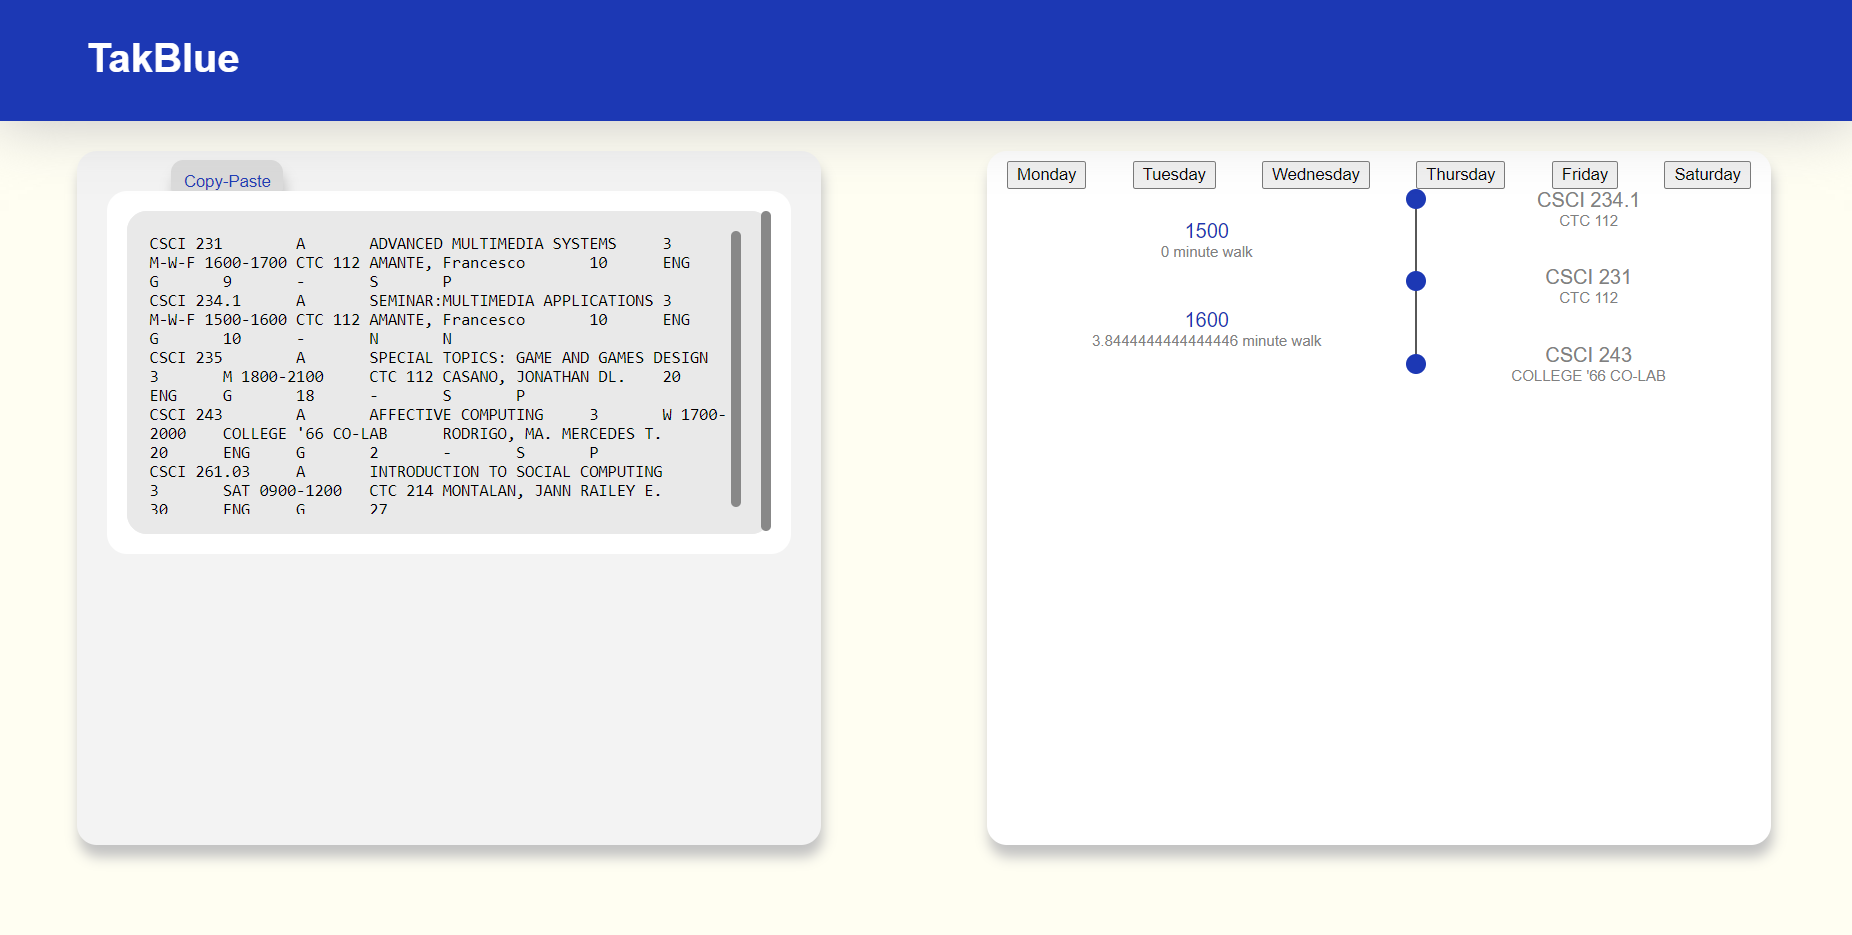 TakBlue
Copy-Paste
CSCI 231 A ADVANCED MULTIMEDIA SYSTEMS 3
M-W-F 1600-1700 CTC 112 AMANTE, Francesco 10 ENG
G 9 - S P
CSCI 234.1 A SEMINAR:MULTIMEDIA APPLICATIONS 3
M-W-F 1500-1600 CTC 112 AMANTE, Francesco 10 ENG
G 10 - N N
CSCI 235 A SPECIAL TOPICS: GAME AND GAMES DESIGN
3 M 1800-2100 CTC 112 CASANO, JONATHAN DL. 20
ENG G 18 - S P
CSCI 243 A AFFECTIVE COMPUTING 3 W 1700-
2000 COLLEGE '66 CO-LAB RODRIGO, MA. MERCEDES T.
20 ENG G 2 - S P
CSCI 261.03 A INTRODUCTION TO SOCIAL COMPUTING
3 SAT 0900-1200 CTC 214 MONTALAN, JANN RAILEY E.
30 ENG G 27
Monday Tuesday Wednesday Thursday Friday Saturday
CSCI 234.1
CTC 112
1500
0 minute walk
CSCI 231
CTC 112
1600
3.8444444444444446 minute walk
CSCI 243
COLLEGE '66 CO-LAB